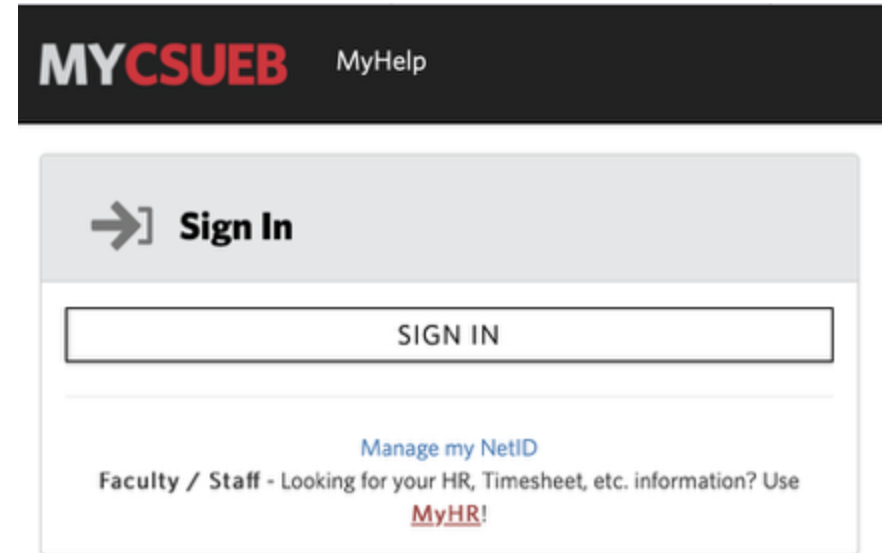 MYCSUEB MyHelp
Sign In
SIGN IN
Manage my NetID
Faculty / Staff - Looking for your HR, Timesheet, etc. information? Use
MyHR!